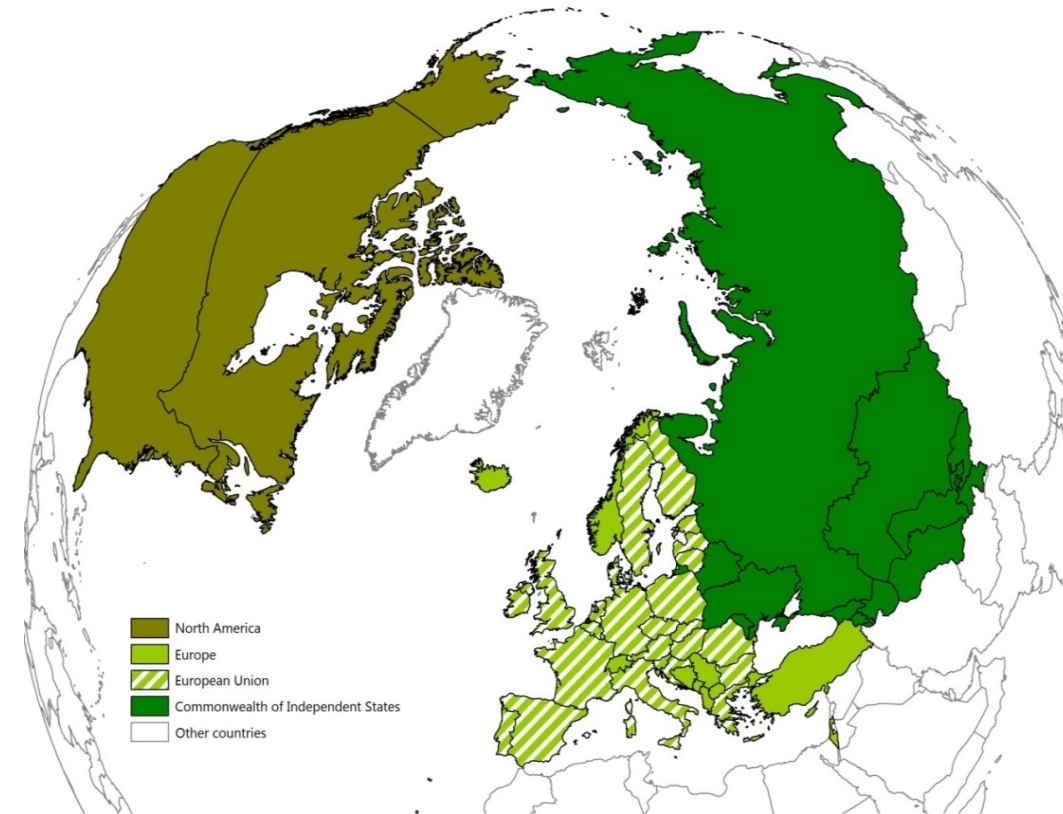 North America
Europe
European Union
Commonwealth of Independent States
Other countries